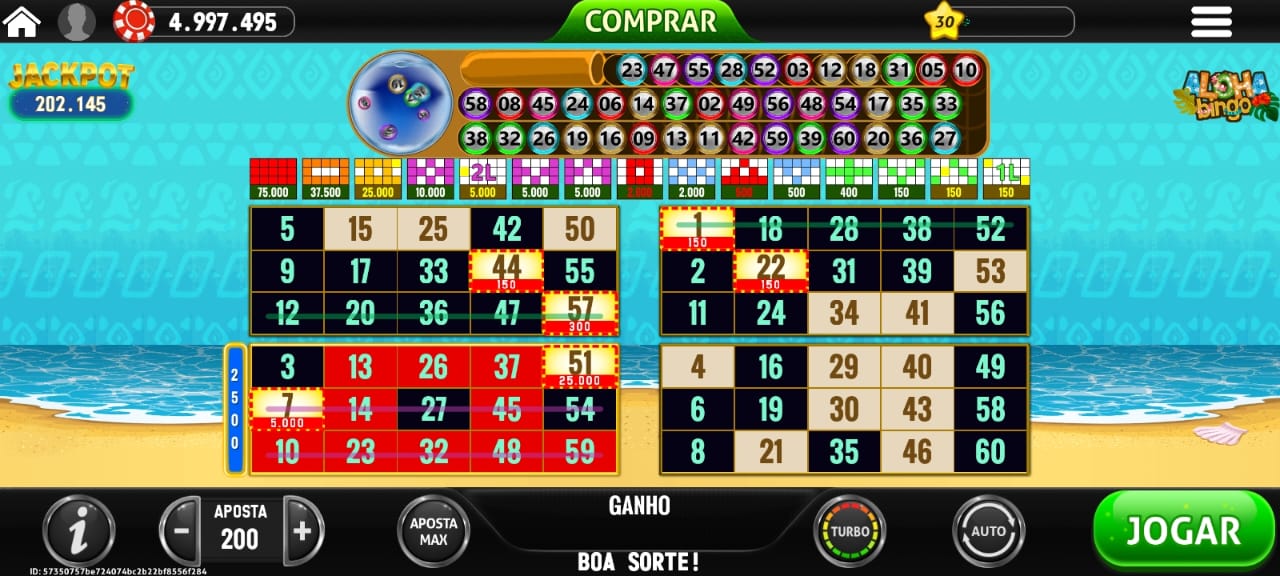 4.997.495
COMPRAR
30
JACKPOT
202.145
ALOHA
bingo
23 47 55 28 52 03 12 18 31 05 10
58 08 45 24 06 14 37 02 49 56 48 54 17 35 33
38 32 26 19 16 09 13 11 42 59 39 60 20 36 27
2L 1L
75.000 37.500 25.000 10.000 5.000 5.000 5.000 2.000 2.000 500 500 400 150 150 150
5 15 25 42 50
9 17 33 44 55
150
12 20 36 47 57
300
1 18 28 38 52
150
2 22 31 39 53
150
11 24 34 41 56
2500
3 13 26 37 51
25.000
7 14 27 45 54
5.000
10 23 32 48 59
4 16 29 40 49
6 19 30 43 58
8 21 35 46 60
i
- APOSTA +
200
APOSTA
MAX
GANHO
BOA SORTE!
TURBO
AUTO
JOGAR
ID: 57350757be724074bc2b22bf8556f284